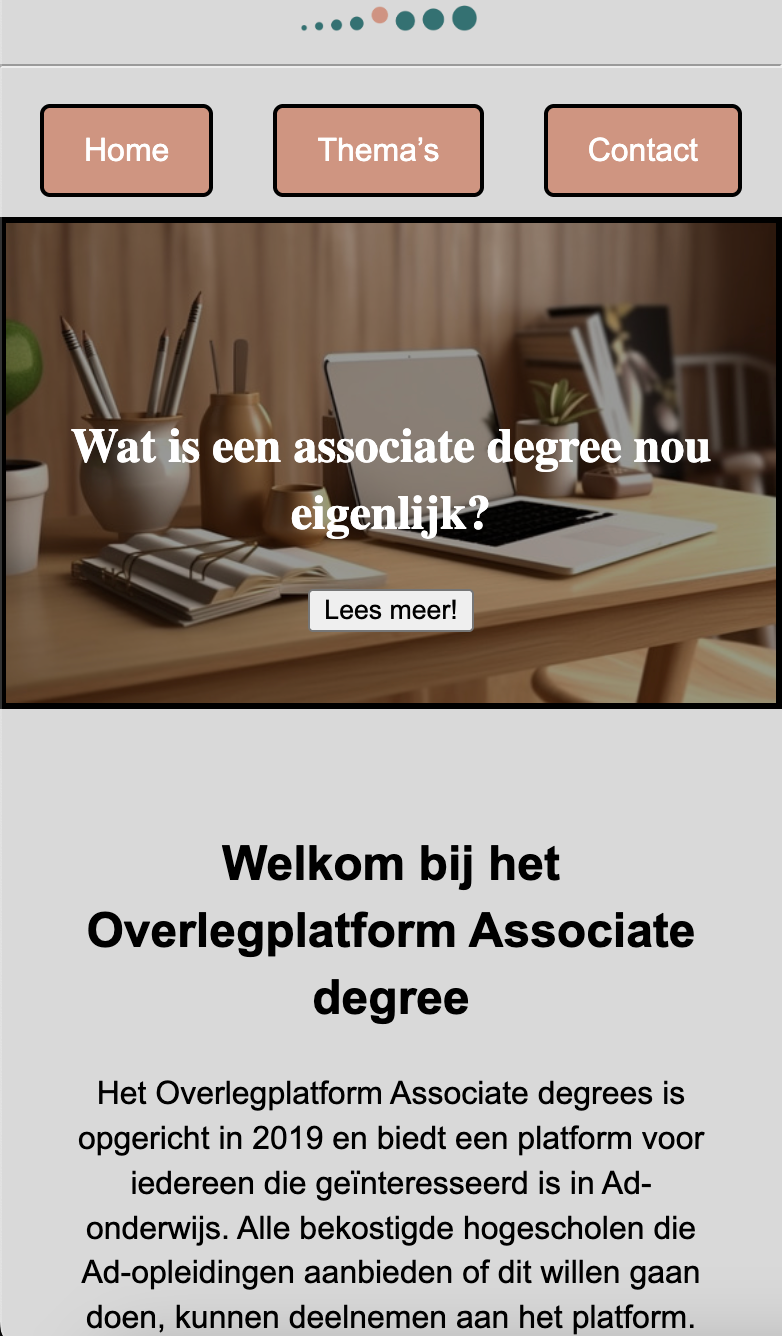 Home
Thema’s
Contact
Wat is een associate degree nou
eigenlijk?
Lees meer!
Welkom bij het
Overlegplatform Associate
degree
Het Overlegplatform Associate degrees is
opgericht in 2019 en biedt een platform voor
iedereen die geïnteresseerd is in Ad-
onderwijs. Alle bekostigde hogescholen die
Ad-opleidingen aanbieden of dit willen gaan
doen, kunnen deelnemen aan het platform.